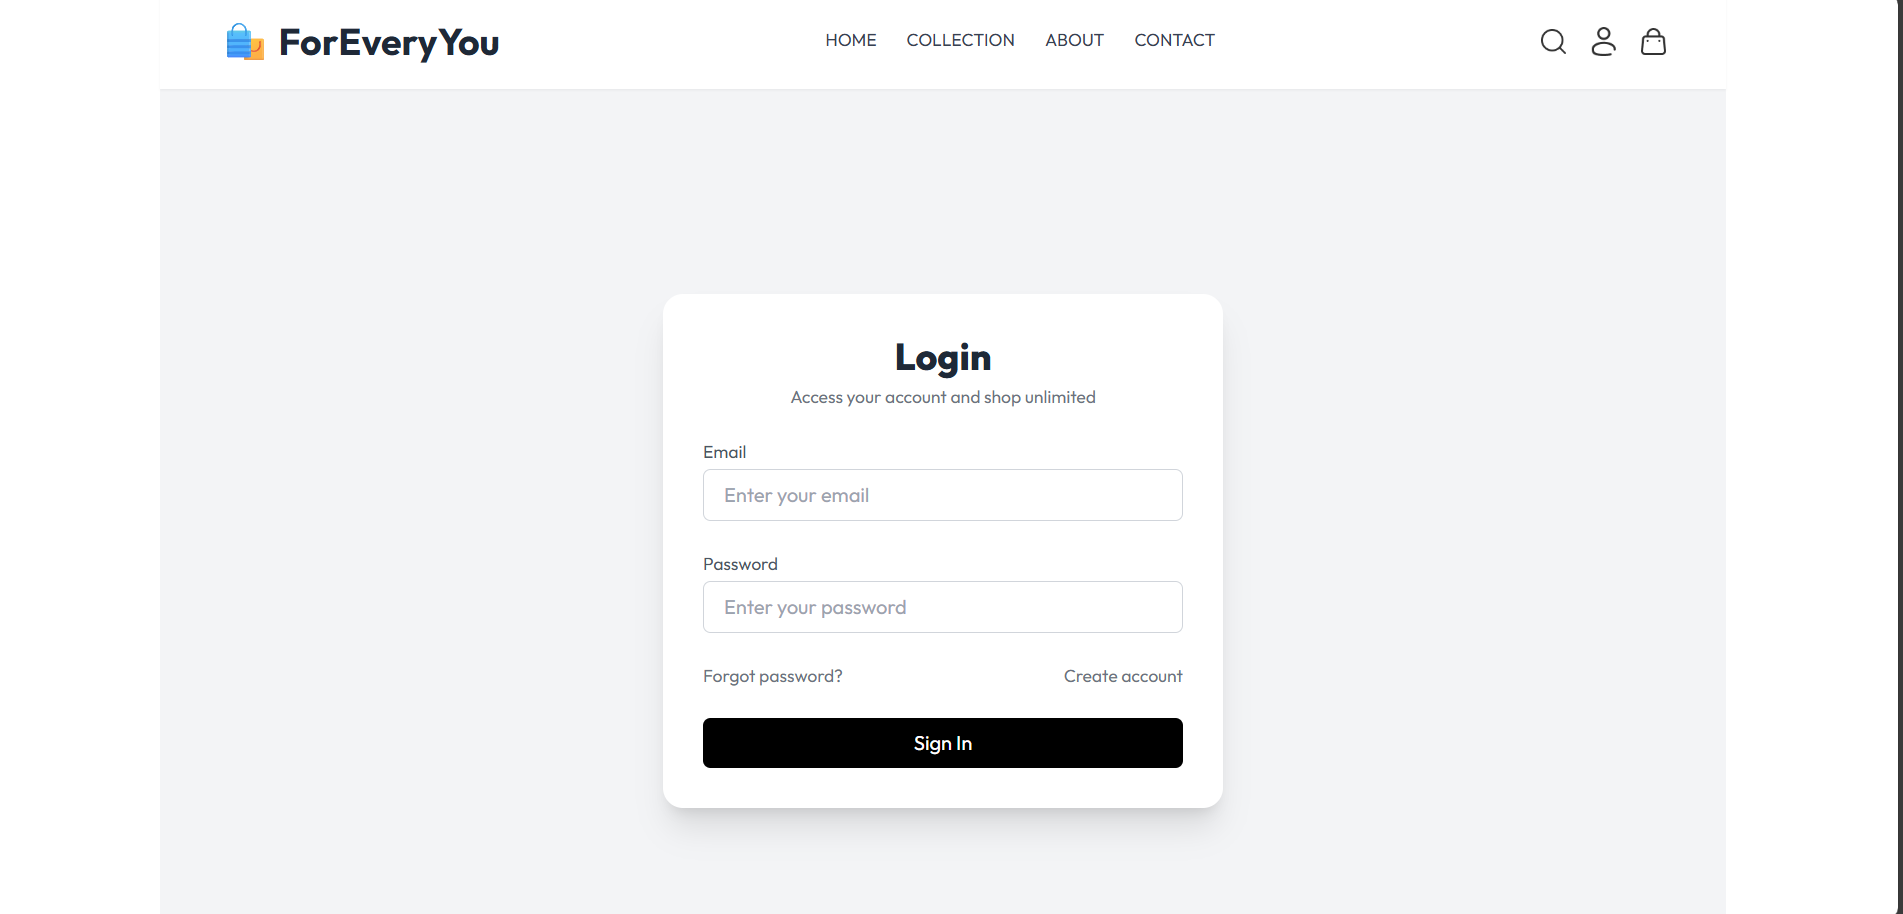 ForEveryYou
HOME COLLECTION ABOUT CONTACT
Login
Access your account and shop unlimited
Email
Enter your email
Password
Enter your password
Forgot password? Create account
Sign In